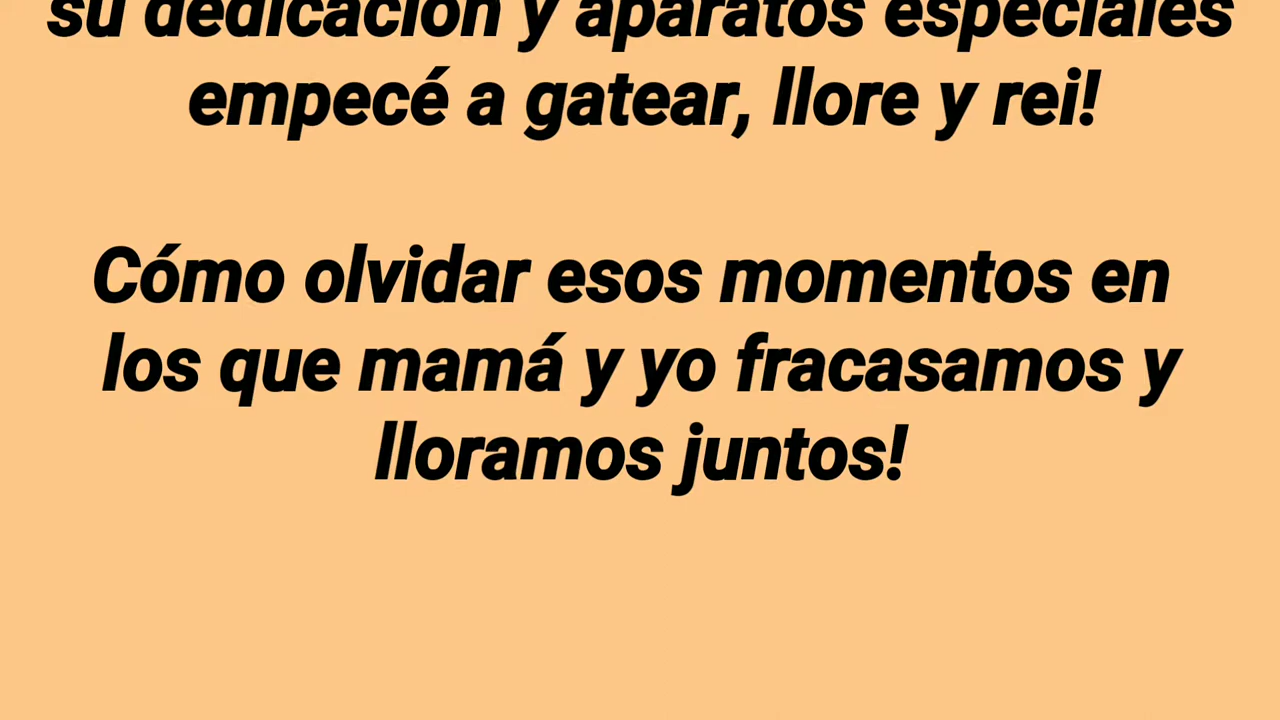 su dedicación y aparatos especiales
empecé a gatear, llore y rei!
Cómo olvidar esos momentos en
los que mamá y yo fracasamos y
lloramos juntos!